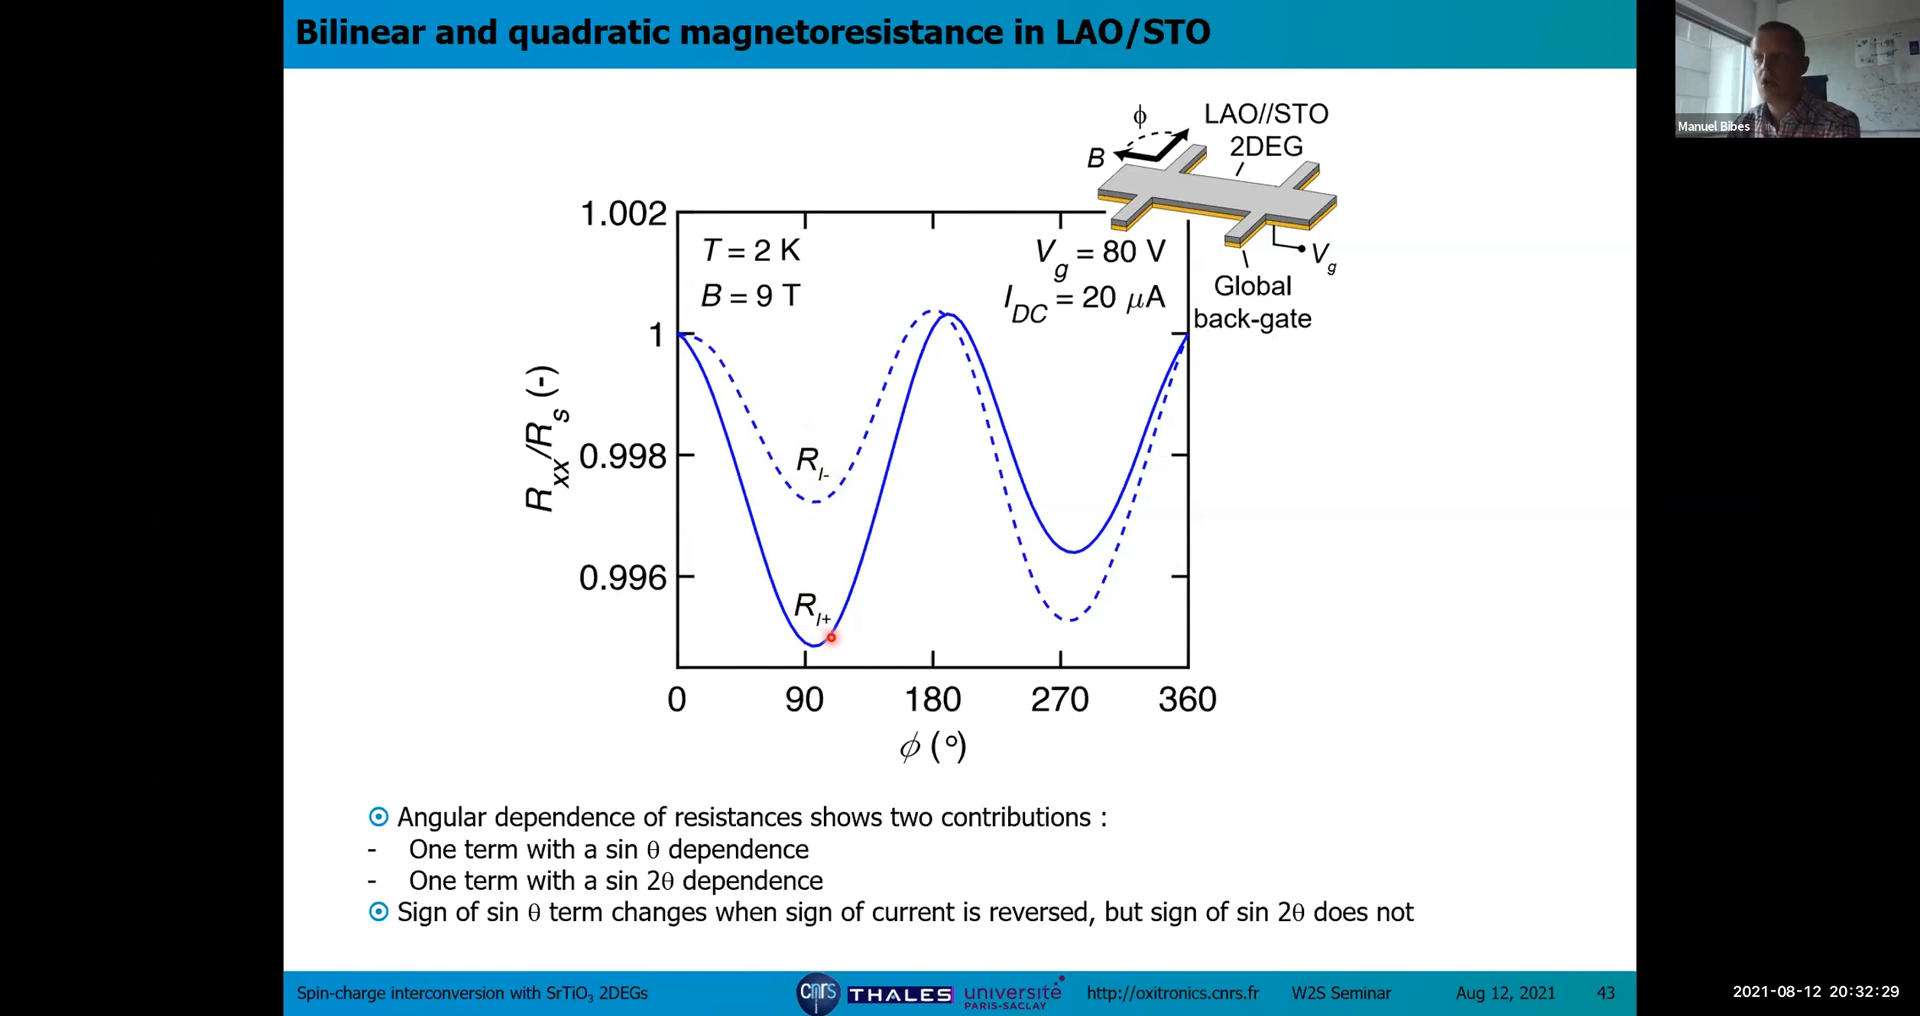 Bilinear and quadratic magnetoresistance in LAO/STO
Manuel Bibes
ϕ
B
LAO//STO
2DEG
Vg
Global
back-gate
T = 2 K
B = 9 T
Vg = 80 V
IDC = 20 μA
1.002
1
0.998
0.996
Rxx/Rs (-)
RI-
RI+
0 90 180 270 360
ϕ (°)
Angular dependence of resistances shows two contributions :
- One term with a sin θ dependence
- One term with a sin 2θ dependence
Sign of sin θ term changes when sign of current is reversed, but sign of sin 2θ does not
Spin-charge interconversion with SrTiO3 2DEGs
cnrs
THALES
université
PARIS-SACLAY
http://oxitronics.cnrs.fr
W2S Seminar
Aug 12, 2021
43
2021-08-12 20:32:29